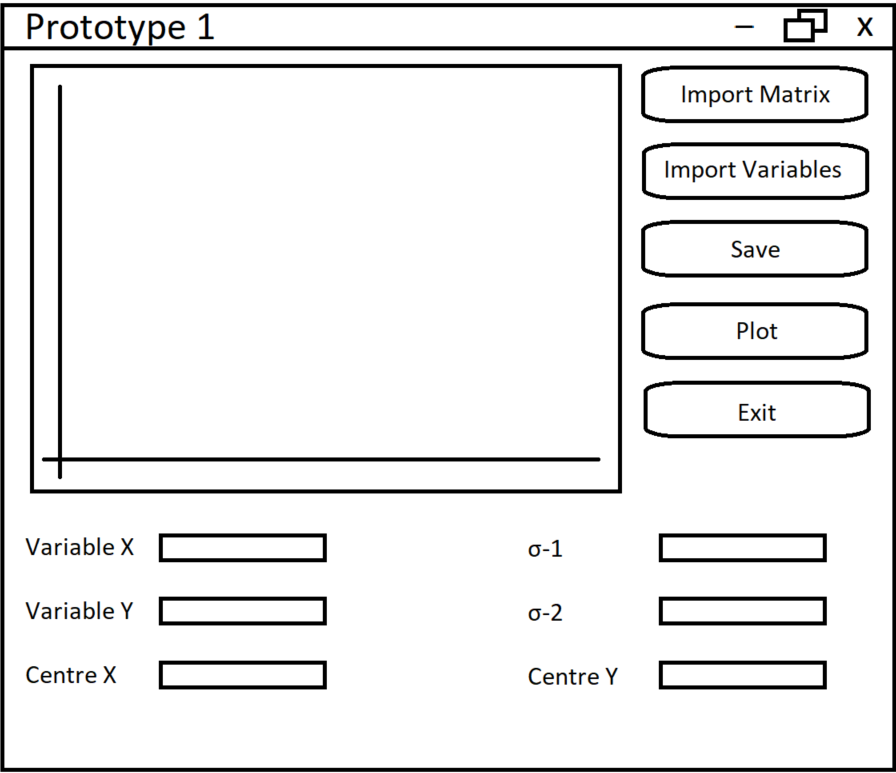 Prototype 1
x
Import Matrix
Import Variables
Save
Plot
Exit
Variable X
σ-1
Variable Y
σ-2
Centre X
Centre Y